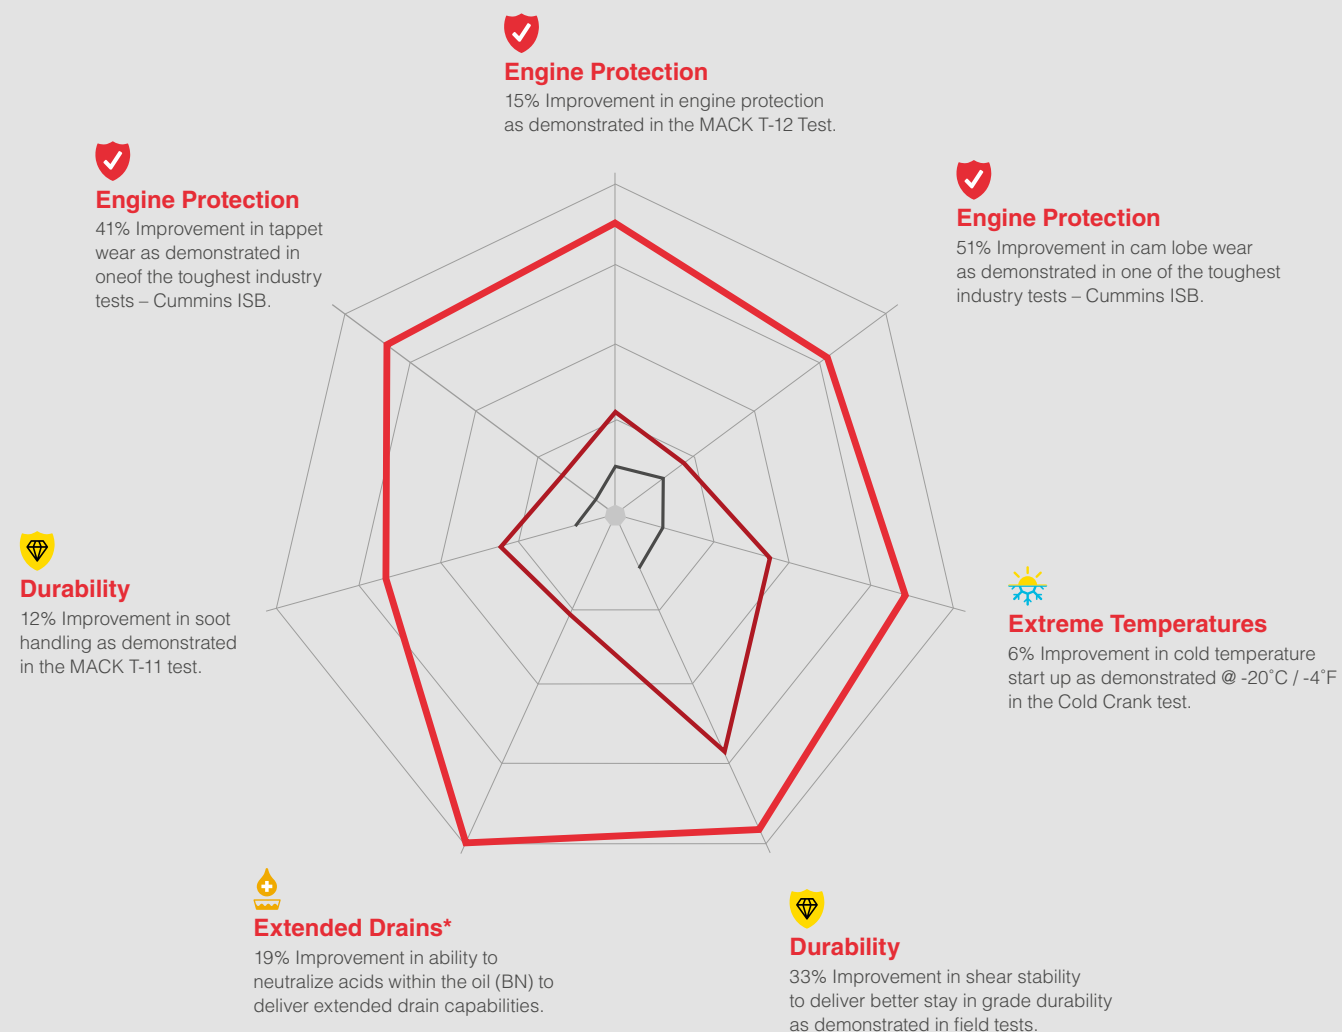 Engine Protection
15% Improvement in engine protection
as demonstrated in the MACK T-12 Test.
Engine Protection
41% Improvement in tappet
wear as demonstrated in
oneof the toughest industry
tests – Cummins ISB.
Engine Protection
51% Improvement in cam lobe wear
as demonstrated in one of the toughest
industry tests – Cummins ISB.
Durability
12% Improvement in soot
handling as demonstrated
in the MACK T-11 test.
Extreme Temperatures
6% Improvement in cold temperature
start up as demonstrated @ -20˚C / -4˚F
in the Cold Crank test.
Extended Drains*
19% Improvement in ability to
neutralize acids within the oil (BN) to
deliver extended drain capabilities.
Durability
33% Improvement in shear stability
to deliver better stay in grade durability
as demonstrated in field tests.